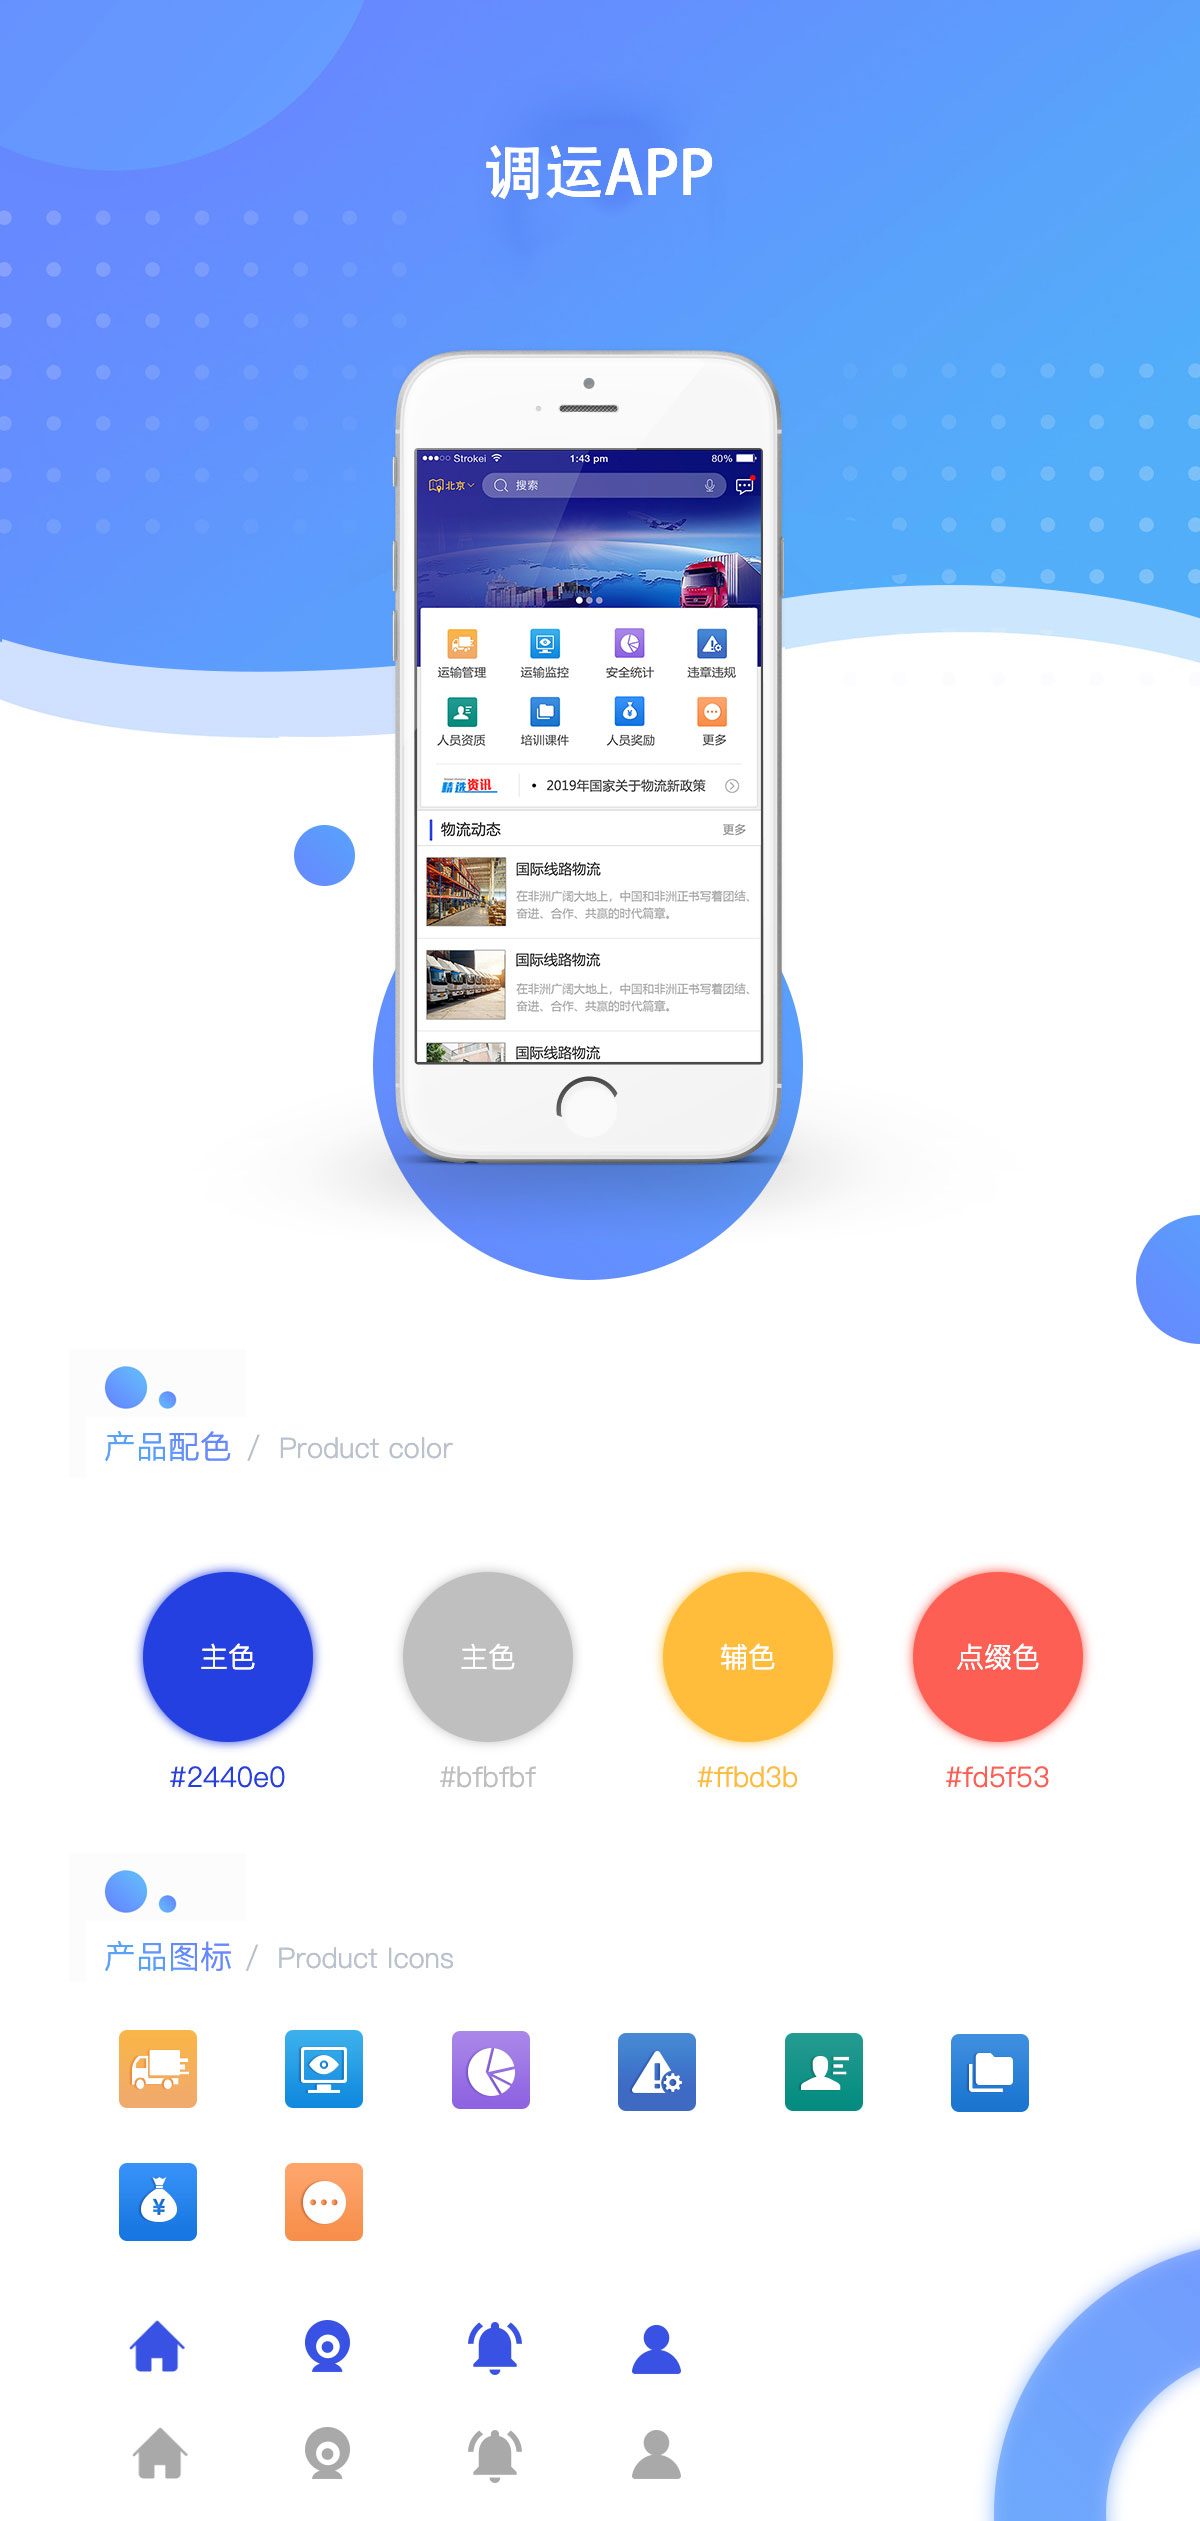 调运APP
Strokei
1:43 pm
80%
北京
搜索
运输管理
运输监控
安全统计
违章违规
人员资质
培训课件
人员奖励
更多
精选资讯
• 2019年国家关于物流新政策
物流动态
更多
国际线路物流
在非洲广阔大地上，中国和非洲正书写着团结、
奋进、合作、共赢的时代篇章。
国际线路物流
在非洲广阔大地上，中国和非洲正书写着团结、
奋进、合作、共赢的时代篇章。
国际线路物流
产品配色 / Product color
主色
主色
辅色
点缀色
#2440e0
#bfbfbf
#ffbd3b
#fd5f53
产品图标 / Product Icons
¥